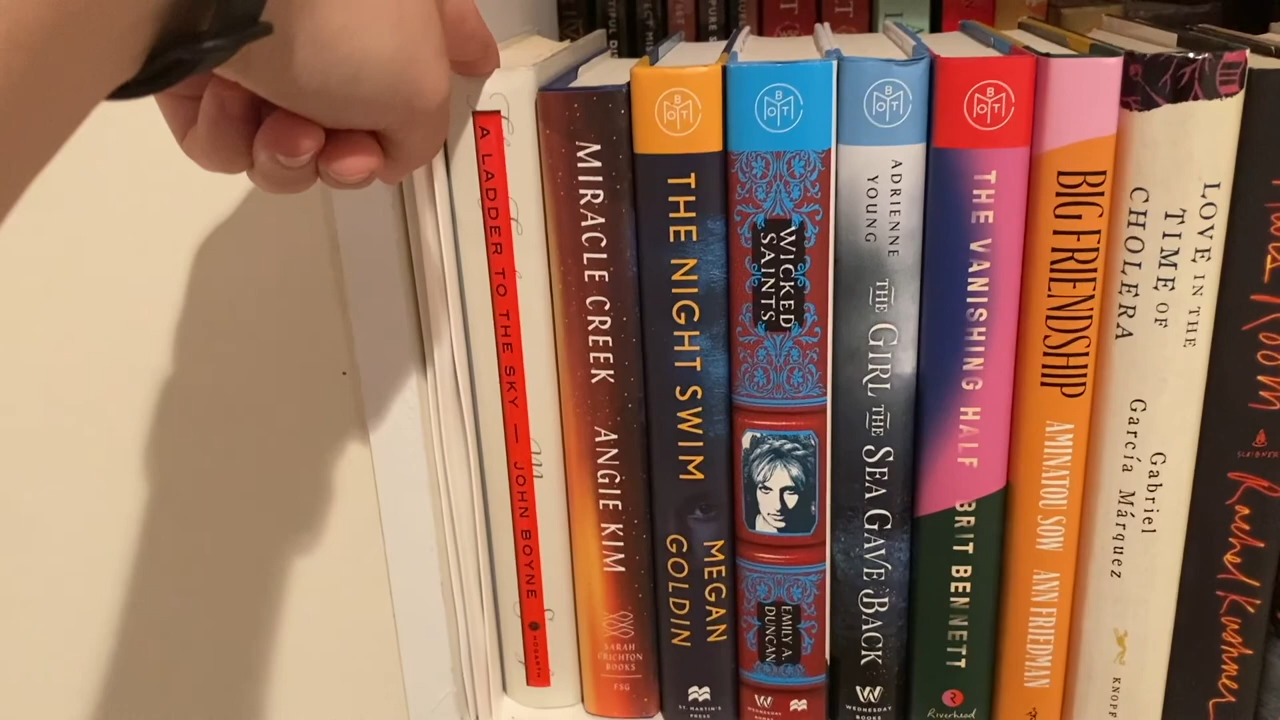 A LADDER TO THE SKY — JOHN BOYNE
HOGARTH
MIRACLE CREEK
ANGIE KIM
SARAH
CRICHTON
BOOKS
FSG
BOTM
THE NIGHT SWIM
MEGAN
GOLDIN
ST. MARTIN'S
PRESS
BOTM
WICKED
SAINTS
EMILY A.
DUNCAN
WEDNESDAY
BOOKS
BOTM
ADRIENNE
YOUNG
THE GIRL THE SEA GAVE BACK
WEDNESDAY
BOOKS
BOTM
THE VANISHING HALF
BRIT BENNETT
Riverhead
BIG FRIENDSHIP
AMINATOU SOW ANN FRIEDMAN
LOVE IN THE
TIME OF
CHOLERA
Gabriel
García Márquez
KNOPF
Room
SCRIBNER
Rachel Kushner